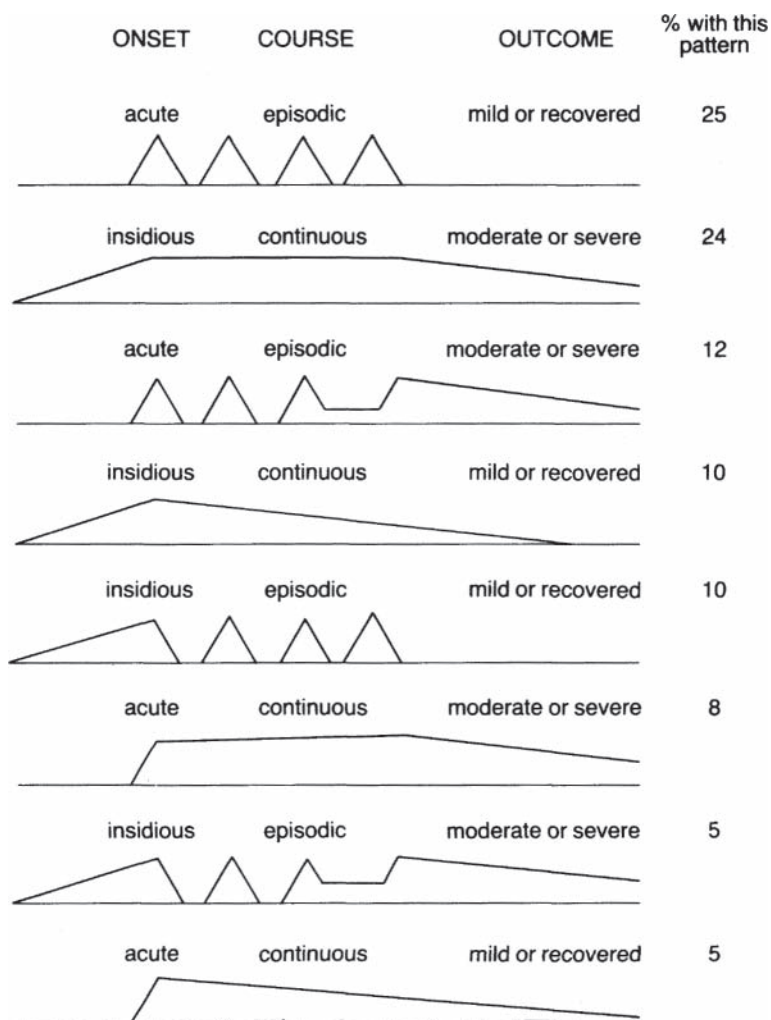 ONSET COURSE OUTCOME % with this pattern
acute episodic mild or recovered 25
insidious continuous moderate or severe 24
acute episodic moderate or severe 12
insidious continuous mild or recovered 10
insidious episodic mild or recovered 10
acute continuous moderate or severe 8
insidious episodic moderate or severe 5
acute continuous mild or recovered 5